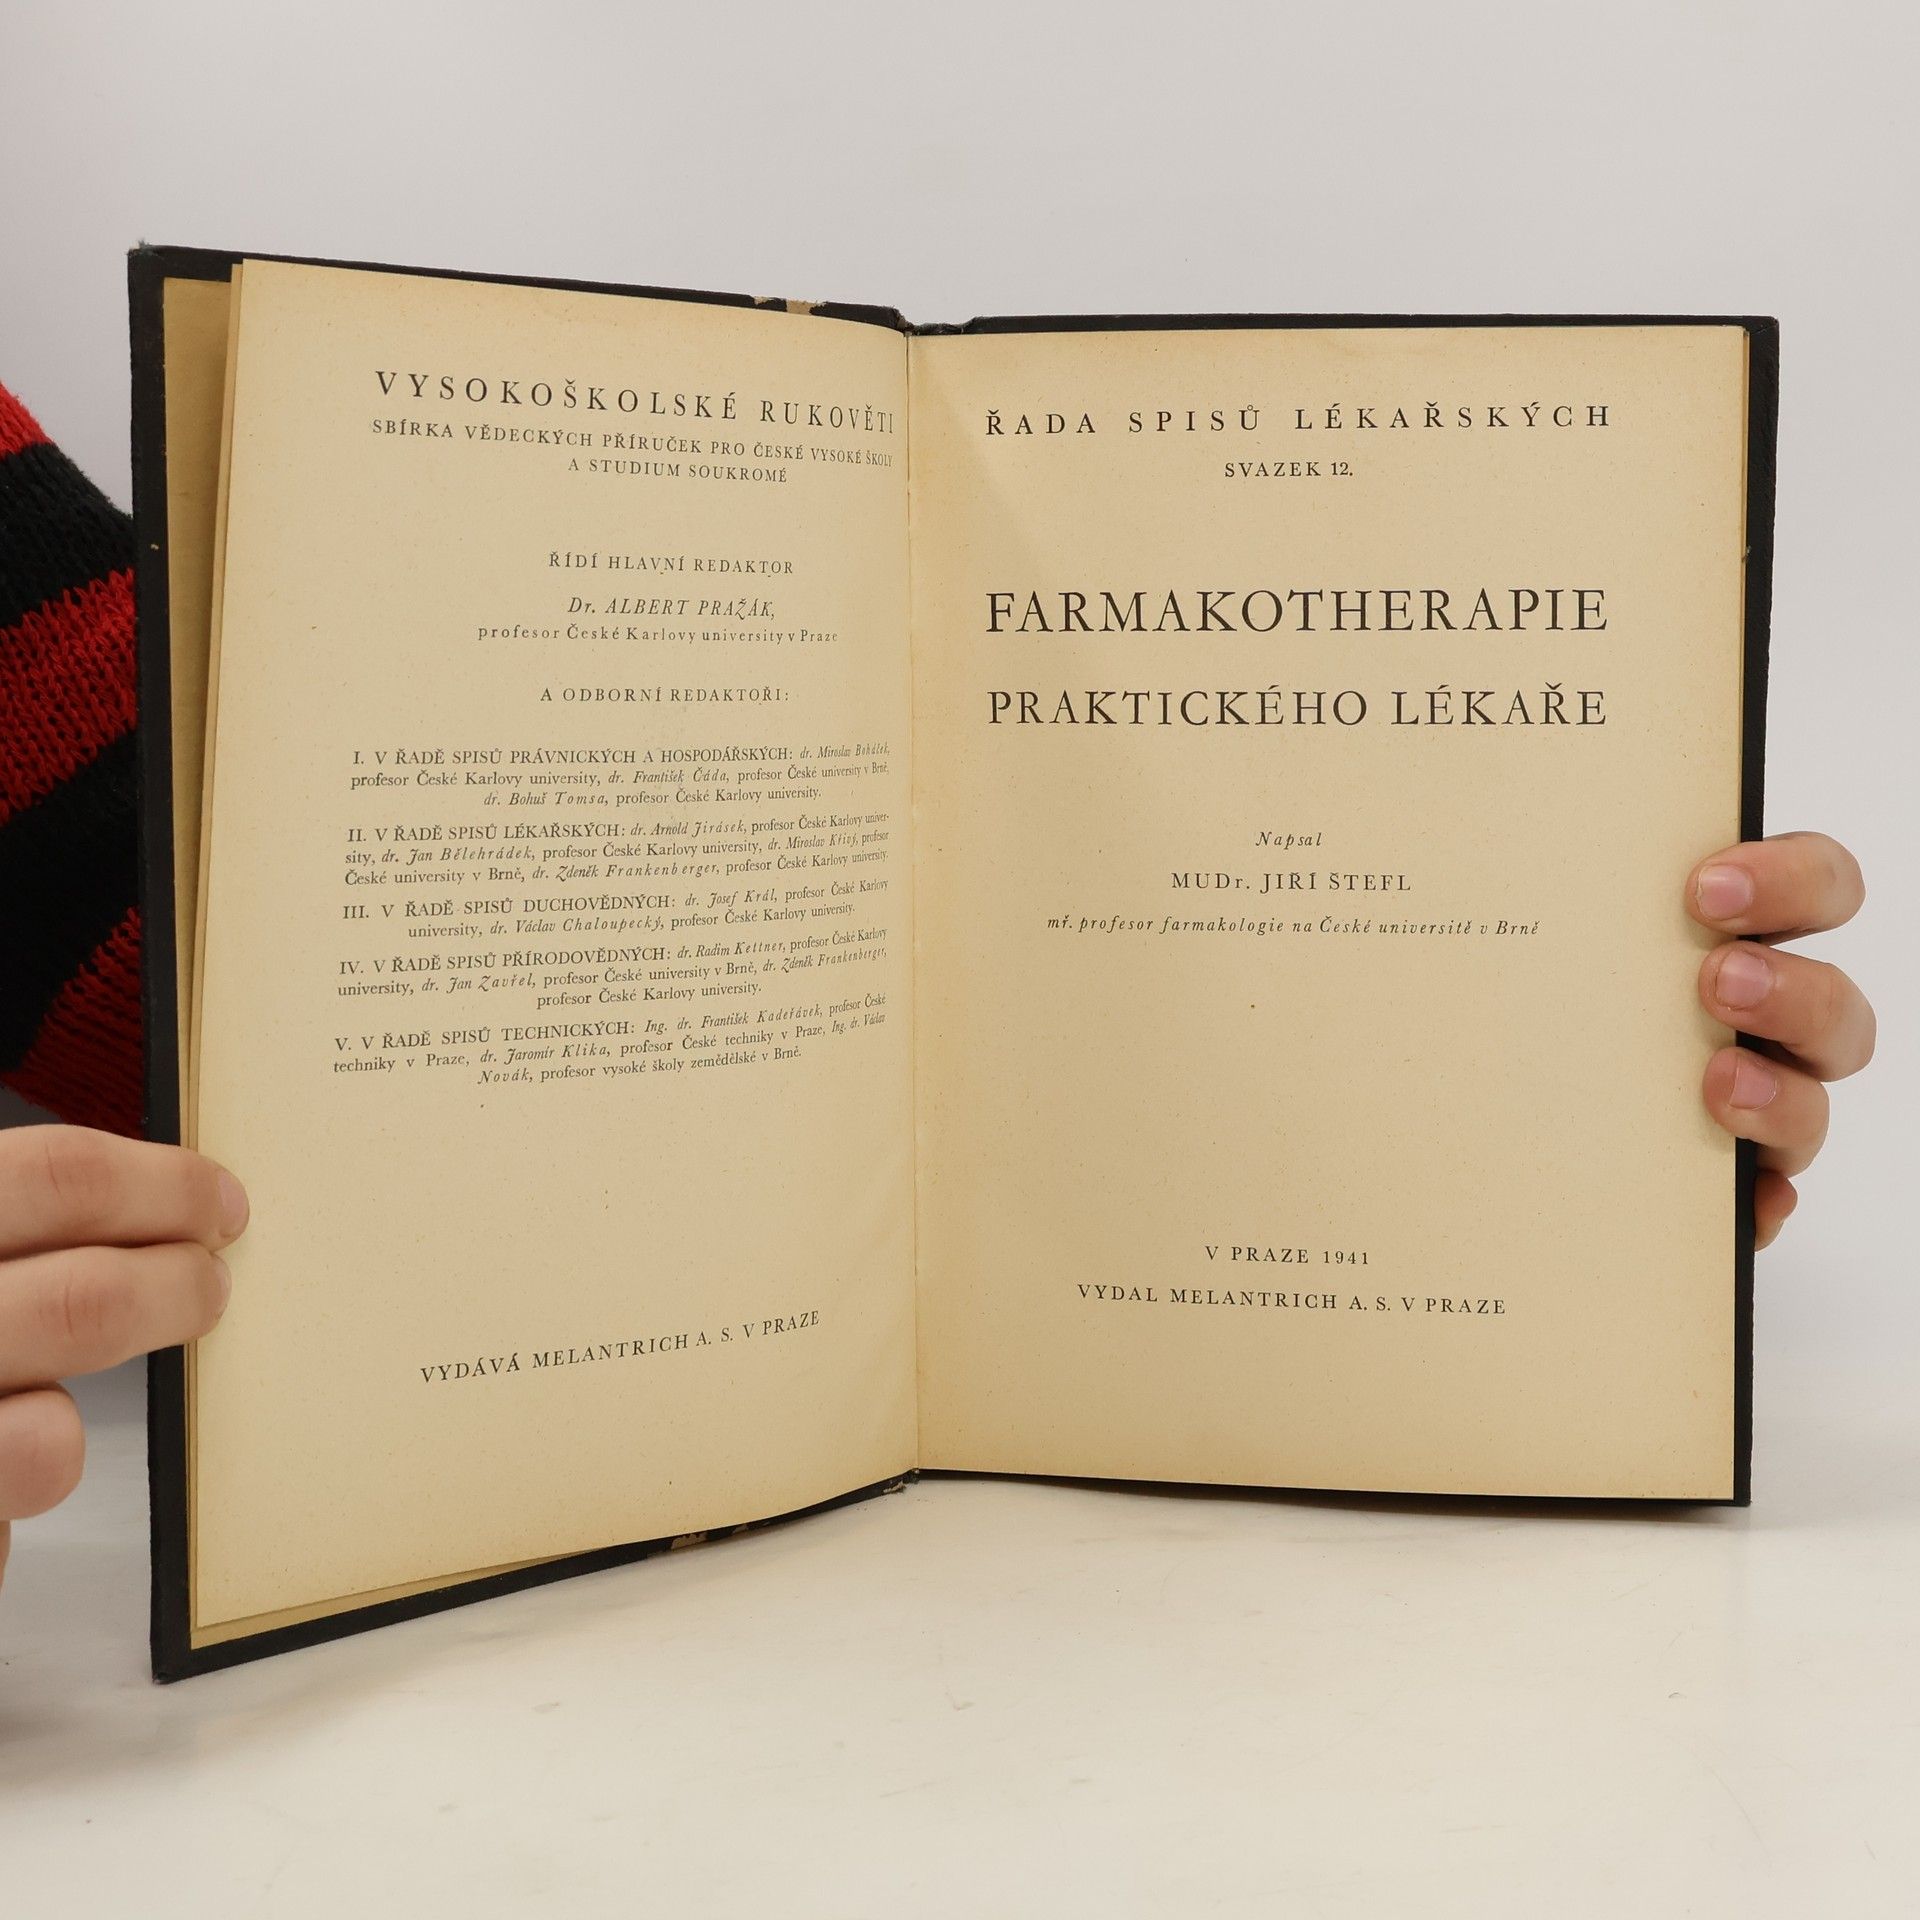 VYSOKOŠKOLSKÉ RUKOVĚTI
SBÍRKA VĚDECKÝCH PŘÍRUČEK PRO ČESKÉ VYSOKÉ ŠKOLY
A STUDIUM SOUKROMÉ
ŘÍDÍ HLAVNÍ REDAKTOR
Dr. ALBERT PRAŽÁK,
profesor České Karlovy university v Praze
A ODBORNÍ REDAKTOŘI:
I. V ŘADĚ SPISŮ PRÁVNICKÝCH A HOSPODÁŘSKÝCH: dr. Miroslav Boháček,
profesor České Karlovy university, dr. František Čáda, profesor České university v Brně,
dr. Bohuš Tomsa, profesor České Karlovy university.
II. V ŘADĚ SPISŮ LÉKAŘSKÝCH: dr. Arnold Jirásek, profesor České Karlovy univer-
sity, dr. Jan Bělehrádek, profesor České Karlovy university, dr. Miroslav Křivý, profesor
České university v Brně, dr. Zdeněk Frankenberger, profesor České Karlovy university.
III. V ŘADĚ SPISŮ DUCHOVĚDNÝCH: dr. Josef Král, profesor České Karlovy
university, dr. Václav Chaloupecký, profesor České Karlovy university.
IV. V ŘADĚ SPISŮ PŘÍRODOVĚDNÝCH: dr. Radim Kettner, profesor České Karlovy
university, dr. Jan Zavřel, profesor České university v Brně, dr. Zdeněk Frankenberger,
profesor České Karlovy university.
V. V ŘADĚ SPISŮ TECHNICKÝCH: Ing. dr. František Kadeřávek, profesor České
techniky v Praze, dr. Jaromír Klika, profesor České techniky v Praze, Ing. dr. Václav
Novák, profesor vysoké školy zemědělské v Brně.
VYDÁVÁ MELANTRICH A. S. V PRAZE
ŘADA SPISŮ LÉKAŘSKÝCH
SVAZEK 12.
FARMAKOTHERAPIE
PRAKTICKÉHO LÉKAŘE
Napsal
MUDr. JIŘÍ ŠTEFL
mř. profesor farmakologie na České universitě v Brně
V PRAZE 1941
VYDAL MELANTRICH A. S. V PRAZE